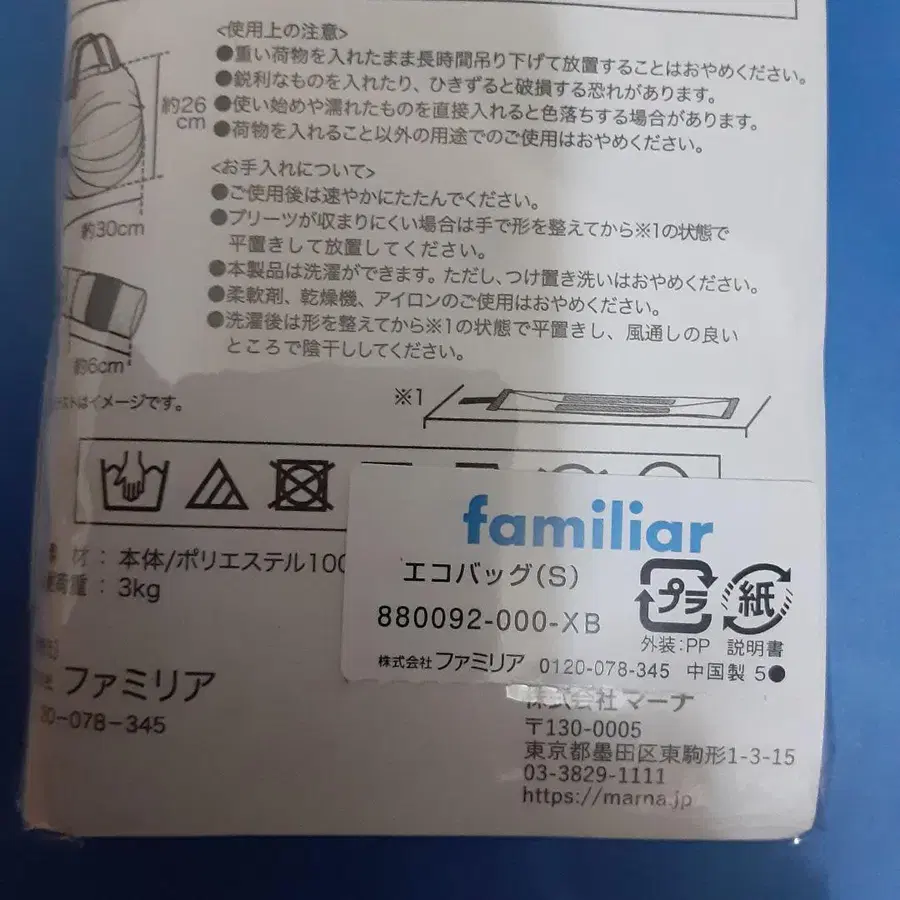 <使用上の注意>
●重い荷物を入れたまま長時間吊り下げて放置することはおやめください。
●鋭利なものを入れたり、ひきずると破損する恐れがあります。
●使い始めや濡れたものを直接入れると色落ちする場合があります。
●荷物を入れること以外の用途でのご使用はおやめください。
約26
cm
約30cm
<お手入れについて>
●ご使用後は速やかにたたんでください。
●プリーツが収まりにくい場合は手で形を整えてから※1の状態で
平置きして放置してください。
●本製品は洗濯ができます。ただし、つけ置き洗いはおやめください。
●柔軟剤、乾燥機、アイロンのご使用はおやめください。
●洗濯後は形を整えてから※1の状態で平置きし、風通しの良い
ところで陰干ししてください。
約6cm
ストはイメージです。
※1
材:本体/ポリエステル100
荷重:3kg
ファミリア
0-078-345
familiar
エコバッグ(S)
880092-000-XB
プラ
紙
外装:PP 説明書
株式会社ファミリア 0120-078-345 中国製 5●
株式会社 マーナ
〒130-0005
東京都墨田区東駒形1-3-15
03-3829-1111
https://marna.jp